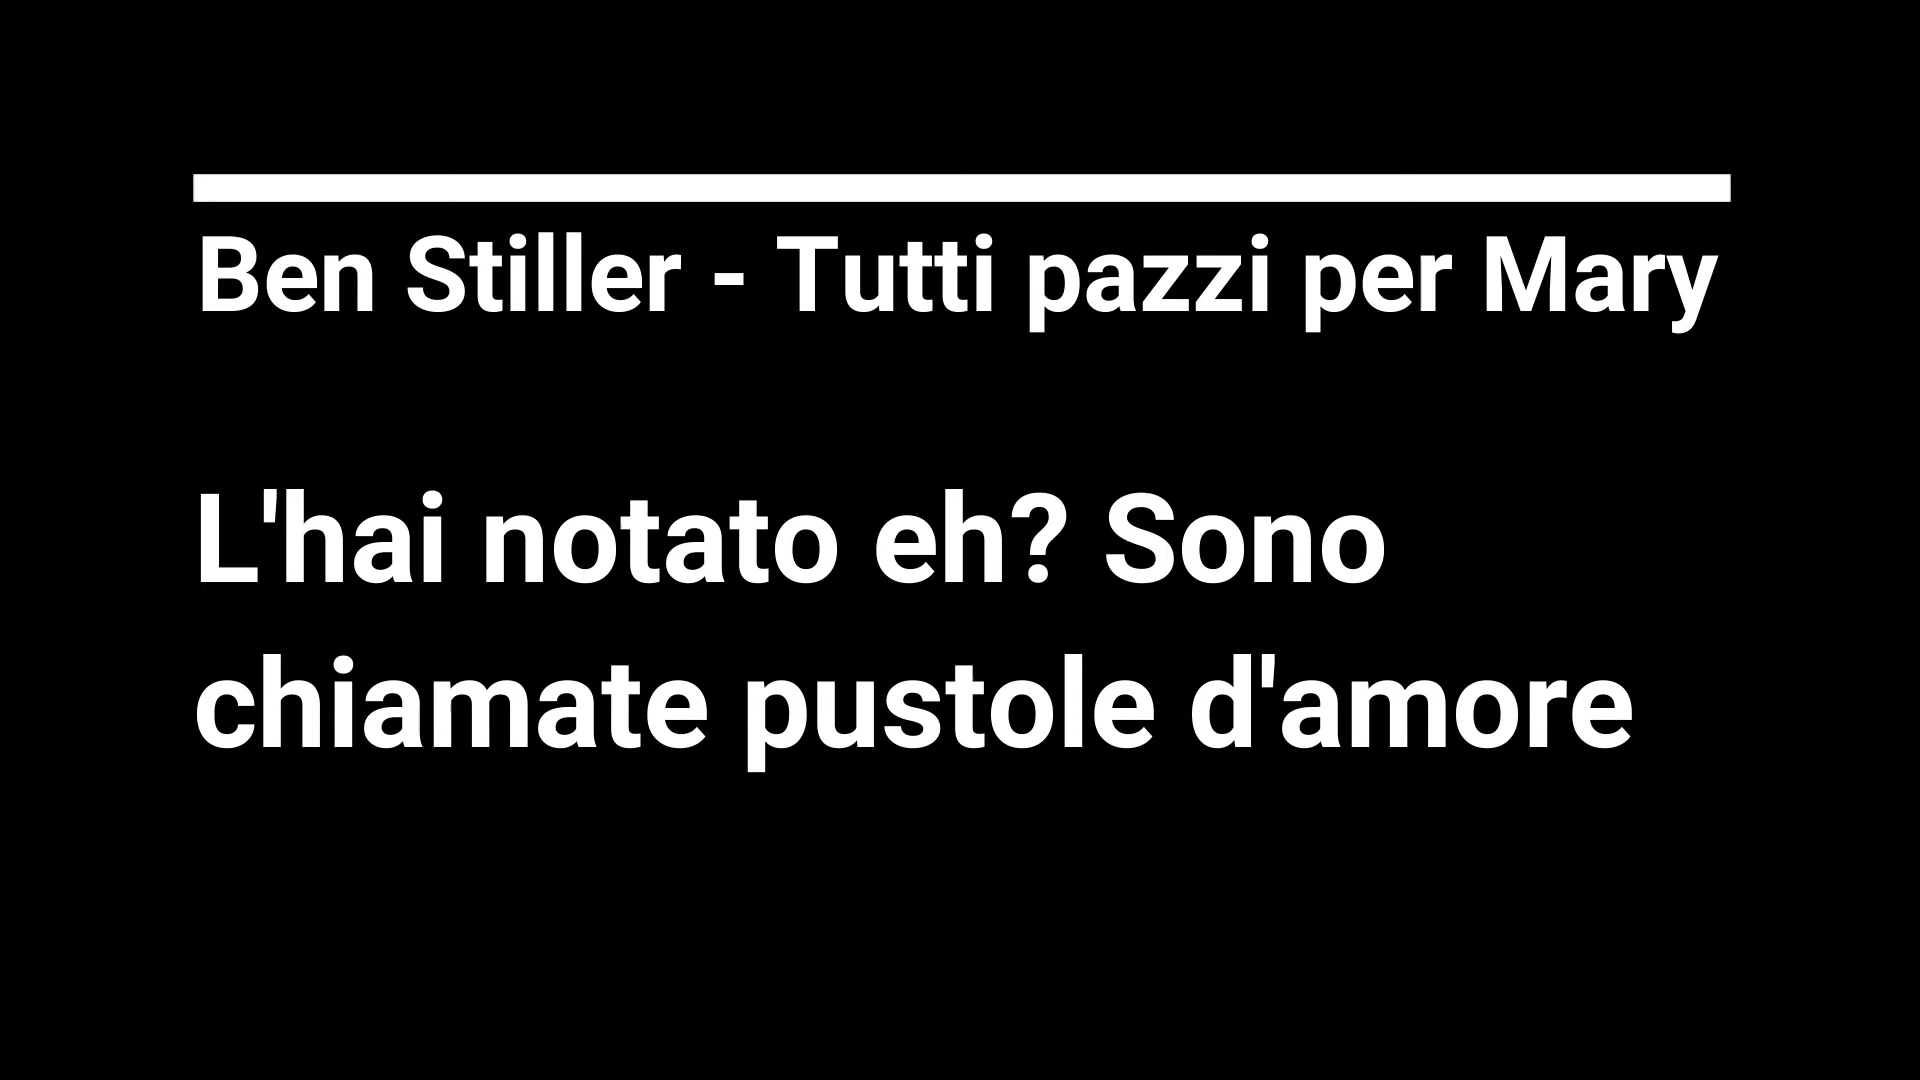 Ben Stiller - Tutti pazzi per Mary
L'hai notato eh? Sono
chiamate pustole d'amore